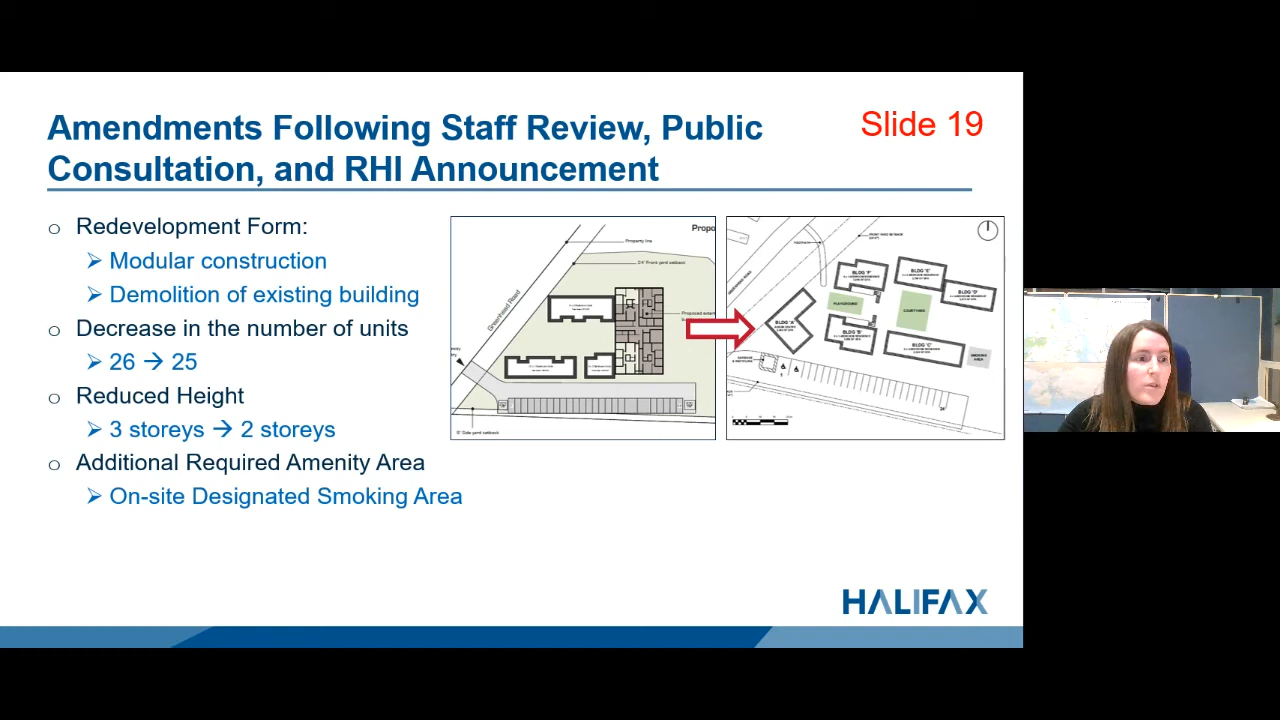 Amendments Following Staff Review, Public
Consultation, and RHI Announcement
Slide 19
o Redevelopment Form:
➢ Modular construction
➢ Demolition of existing building
o Decrease in the number of units
➢ 26 → 25
o Reduced Height
➢ 3 storeys → 2 storeys
o Additional Required Amenity Area
➢ On-site Designated Smoking Area
Propo
Property line
Greenhead Road
BLDG 'F'
BLDG 'E'
BLDG 'D'
PLAYGROUND
COURTYARD
BLDG 'A'
BLDG 'B'
BLDG 'C'
SMOKING
AREA
HALIFAX